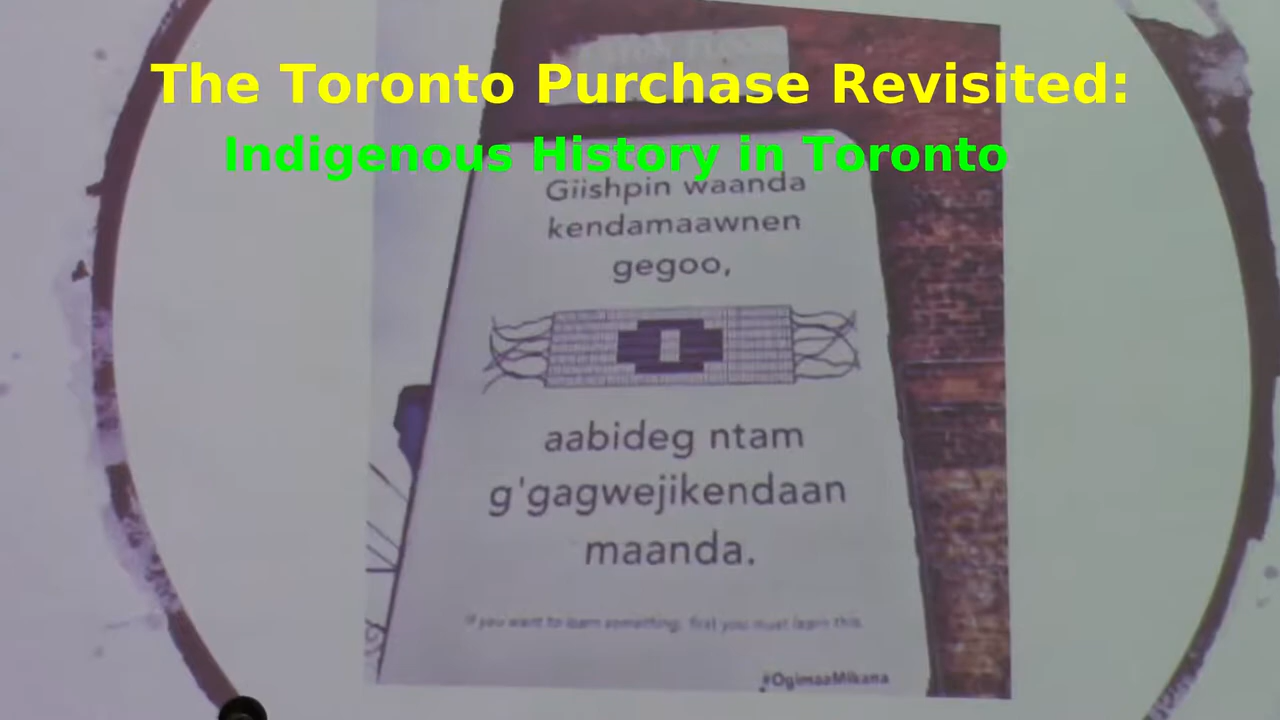 The Toronto Purchase Revisited:
Indigenous History in Toronto
Giishpin waanda
kendamaawnen
gegoo,
aabideg ntam
g'gagwejikendaan
maanda.
If you want to learn something, first you must learn this.
#OgimaaMikana